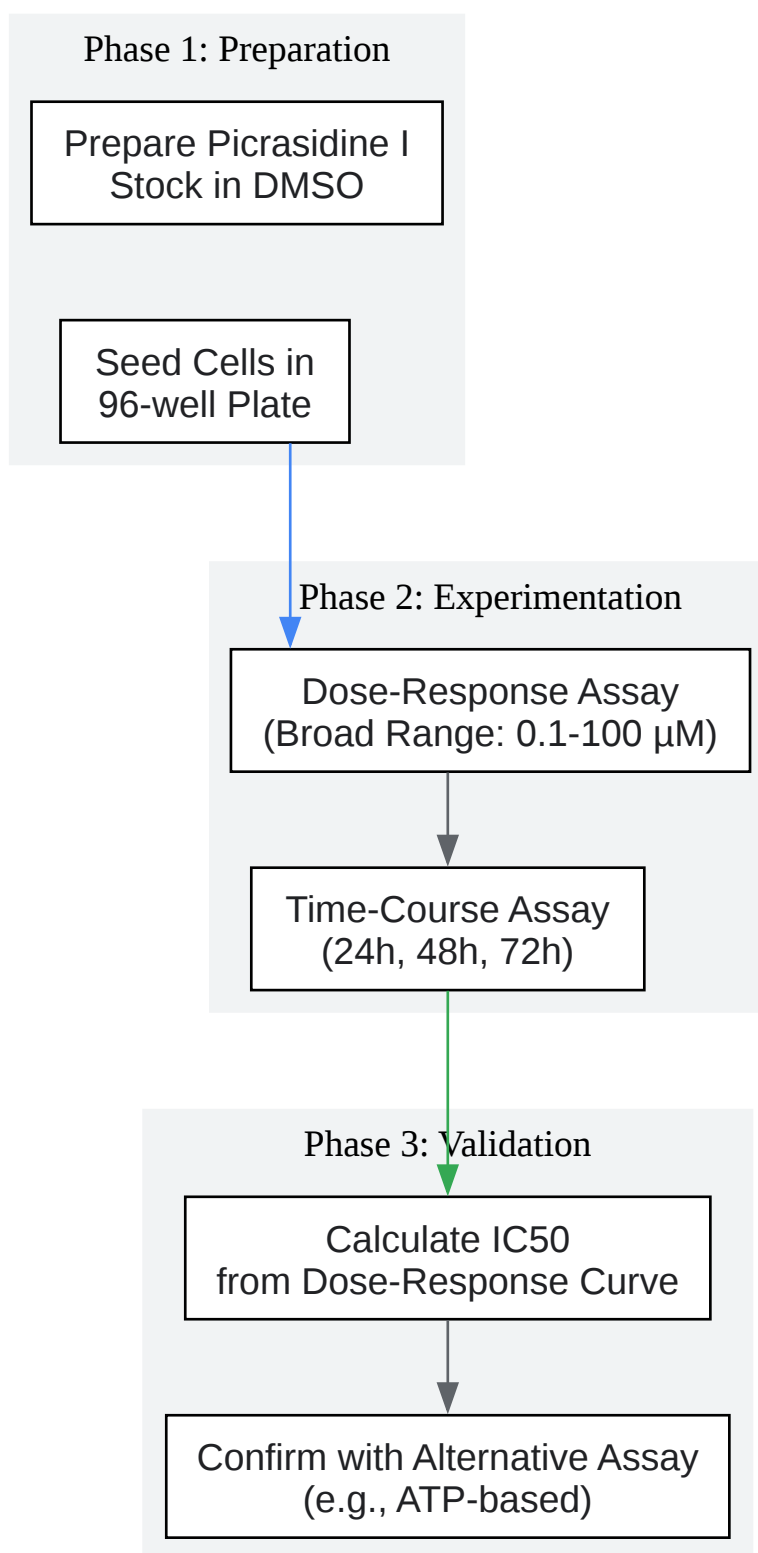 Phase 1: Preparation
Prepare Picrasidine I
Stock in DMSO
Seed Cells in
96-well Plate
Phase 2: Experimentation
Dose-Response Assay
(Broad Range: 0.1-100 µM)
Time-Course Assay
(24h, 48h, 72h)
Phase 3: Validation
Calculate IC50
from Dose-Response Curve
Confirm with Alternative Assay
(e.g., ATP-based)